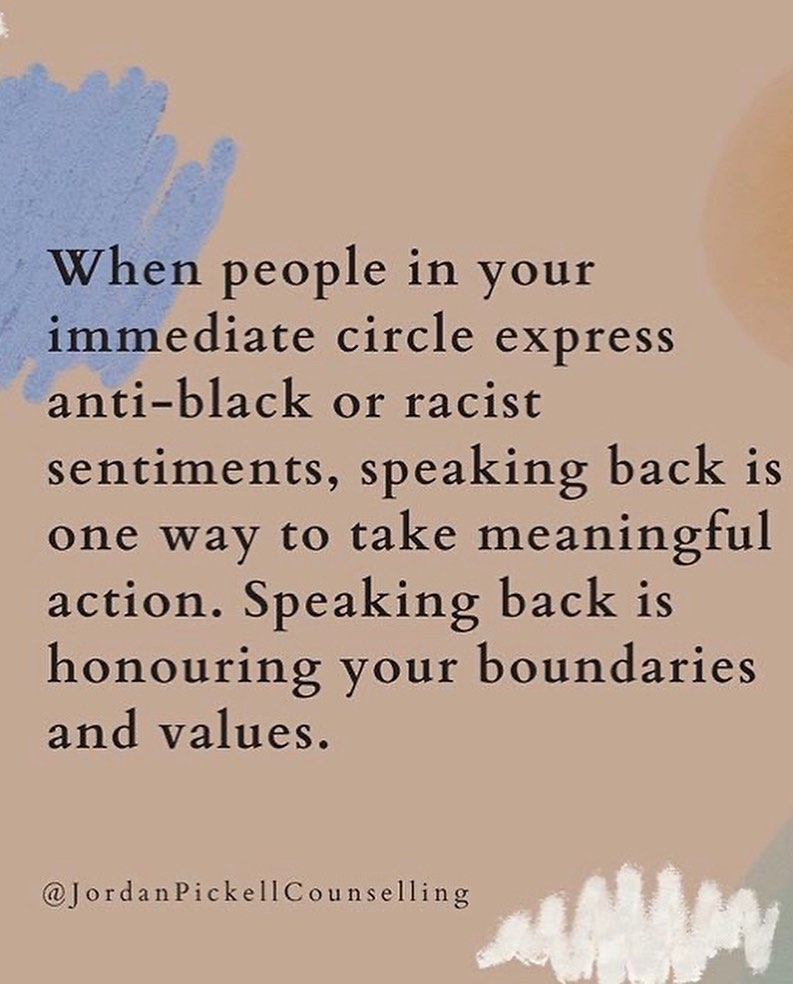 When people in your
immediate circle express
anti-black or racist
sentiments, speaking back is
one way to take meaningful
action. Speaking back is
honouring your boundaries
and values.
@JordanPickellCounselling